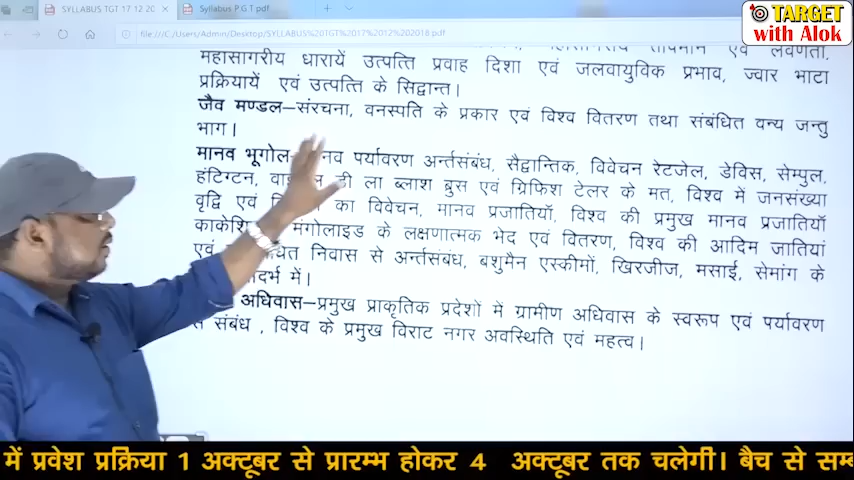 SYLLABUS TGT 17 12 20
Syllabus P G T pdf
file:///C:/Users/Admin/Desktop/SYLLABUS%20TGT%2017%2012%202018.pdf
TARGET
with Alok
महासागरीय तापमान एवं लवणता,
महासागरीय धारायें उत्पत्ति प्रवाह दिशा एवं जलवायुविक प्रभाव, ज्वार भाटा
प्रक्रियायें एवं उत्पत्ति के सिद्वान्त।
जैव मण्डल–संरचना, वनस्पति के प्रकार एवं विश्व वितरण तथा संबंधित वन्य जन्तु
भाग।
मानव भूगोल– पर्यावरण अर्न्तसंबंध, सैद्वान्तिक, विवेचन रेटजेल, डेविस, सेम्पुल,
हंटिग्टन, ला ब्लाश ब्रुस एवं ग्रिफिश टेलर के मत, विश्व में जनसंख्या
वृद्वि एवं का विवेचन, मानव प्रजातियॉ, विश्व की प्रमुख मानव प्रजातियॉ
मंगोलाइड के लक्षणात्मक भेद एवं वितरण, विश्व की आदिम जातियां
एवं निवास से अर्न्तसंबंध, बशुमैन एस्कीमों, खिरजीज, मसाई, सेमांग के
में।
अधिवास–प्रमुख प्राकृतिक प्रदेशों में ग्रामीण अधिवास के स्वरूप एवं पर्यावरण
संबंध , विश्व के प्रमुख विराट नगर अवस्थिति एवं महत्व।
में प्रवेश प्रक्रिया 1 अक्टूबर से प्रारम्भ होकर 4 अक्टूबर तक चलेगी। बैच से